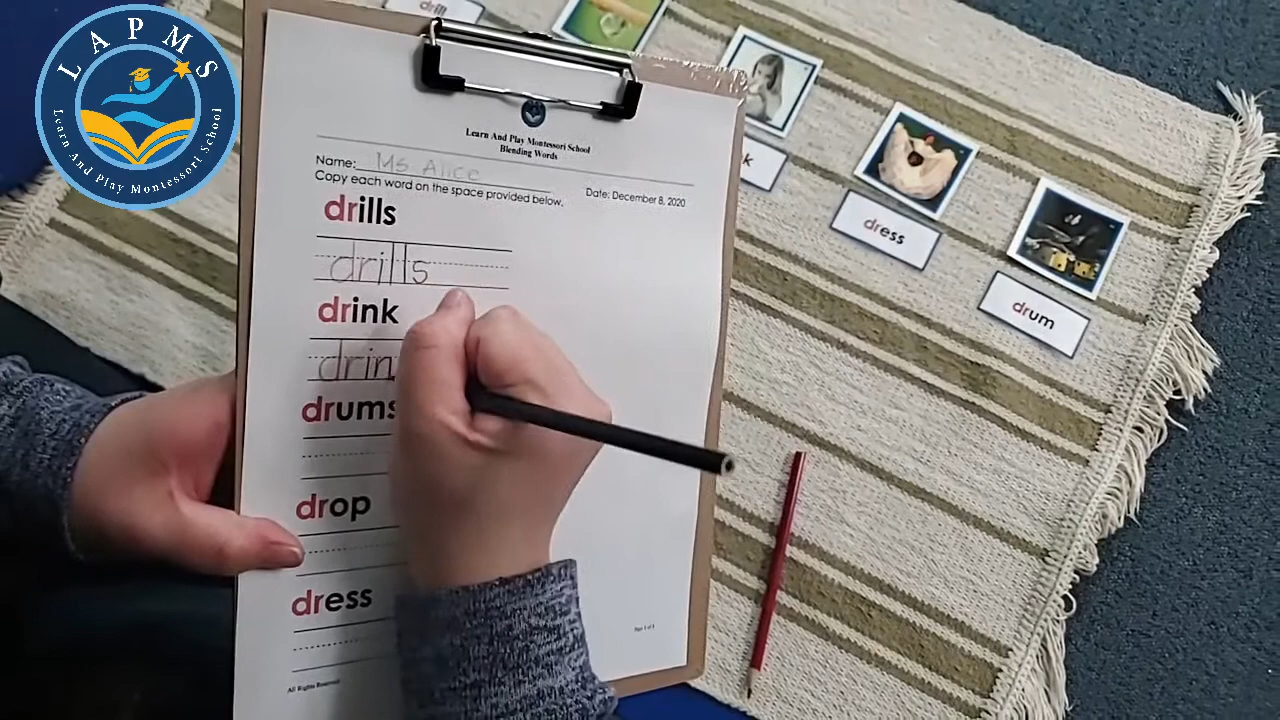 LAPMS
Learn And Play Montessori School
drill
Learn And Play Montessori School
Blending Words
Name: Ms Alice
Date: December 8, 2020
Copy each word on the space provided below.
drills
drills
drink
drin
drums
drop
dress
All Rights Reserved
k
dress
drum